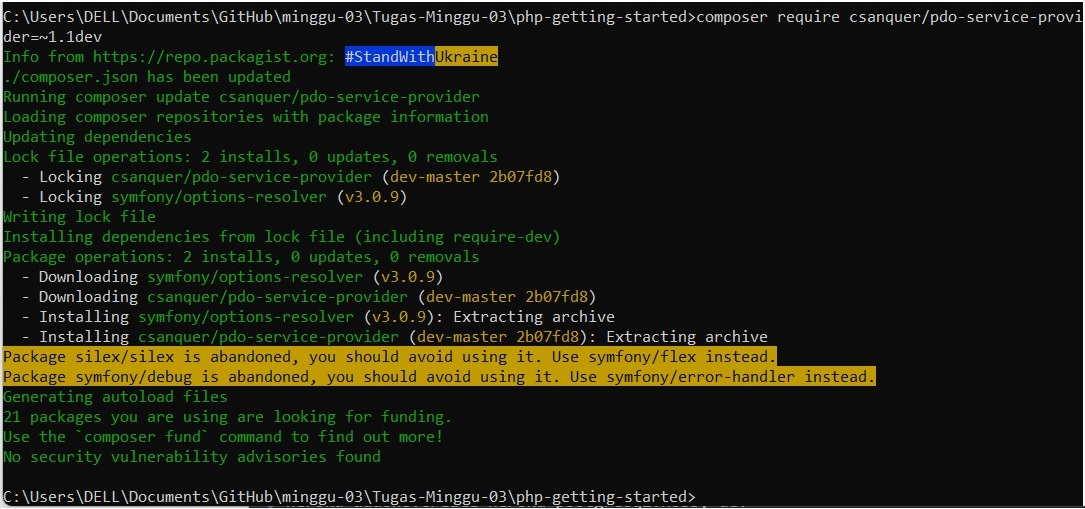 C:\Users\DELL\Documents\GitHub\minggu-03\Tugas-Minggu-03\php-getting-started>composer require csanquer/pdo-service-provi
der=~1.1dev
Info from https://repo.packagist.org: #StandWithUkraine
./composer.json has been updated
Running composer update csanquer/pdo-service-provider
Loading composer repositories with package information
Updating dependencies
Lock file operations: 2 installs, 0 updates, 0 removals
  - Locking csanquer/pdo-service-provider (dev-master 2b07fd8)
  - Locking symfony/options-resolver (v3.0.9)
Writing lock file
Installing dependencies from lock file (including require-dev)
Package operations: 2 installs, 0 updates, 0 removals
  - Downloading symfony/options-resolver (v3.0.9)
  - Downloading csanquer/pdo-service-provider (dev-master 2b07fd8)
  - Installing symfony/options-resolver (v3.0.9): Extracting archive
  - Installing csanquer/pdo-service-provider (dev-master 2b07fd8): Extracting archive
Package silex/silex is abandoned, you should avoid using it. Use symfony/flex instead.
Package symfony/debug is abandoned, you should avoid using it. Use symfony/error-handler instead.
Generating autoload files
21 packages you are using are looking for funding.
Use the `composer fund` command to find out more!
No security vulnerability advisories found
C:\Users\DELL\Documents\GitHub\minggu-03\Tugas-Minggu-03\php-getting-started>